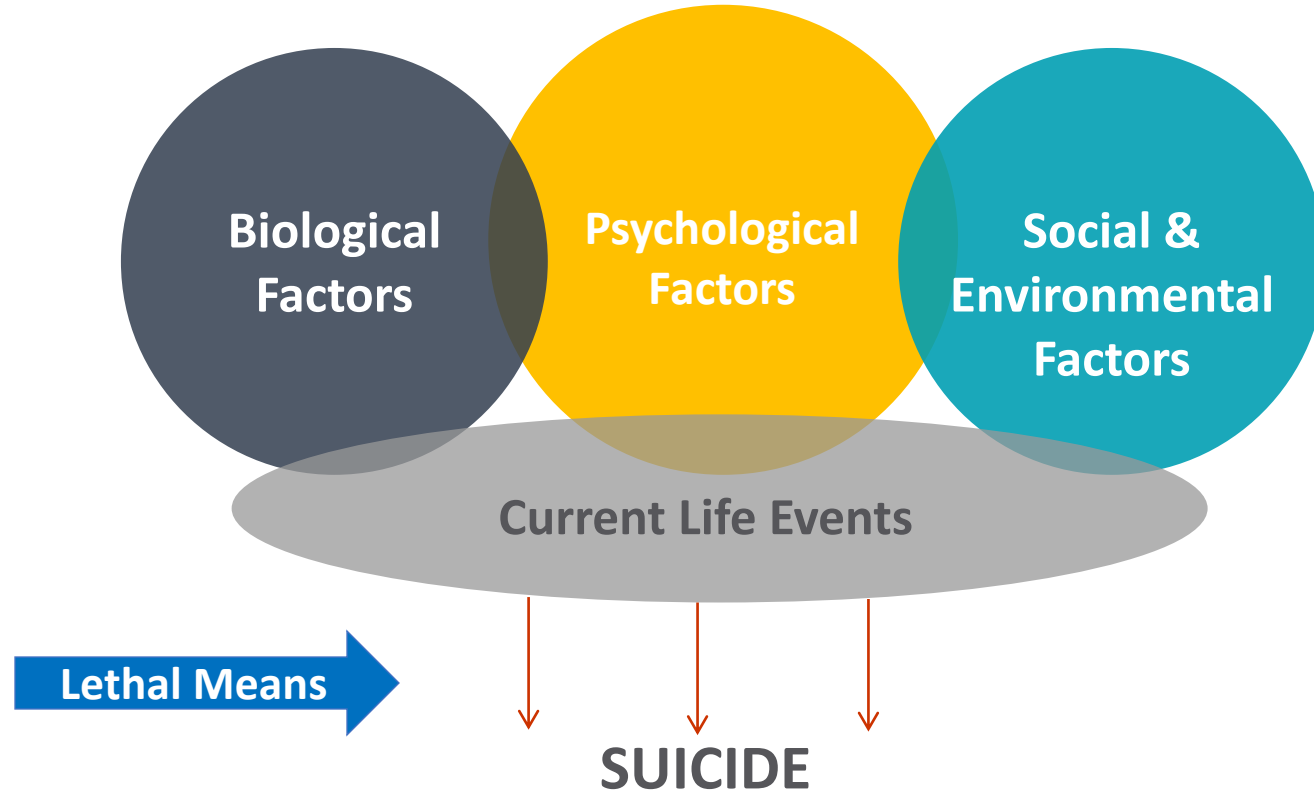 Biological
Factors
Psychological
Factors
Social &
Environmental
Factors
Current Life Events
Lethal Means
SUICIDE